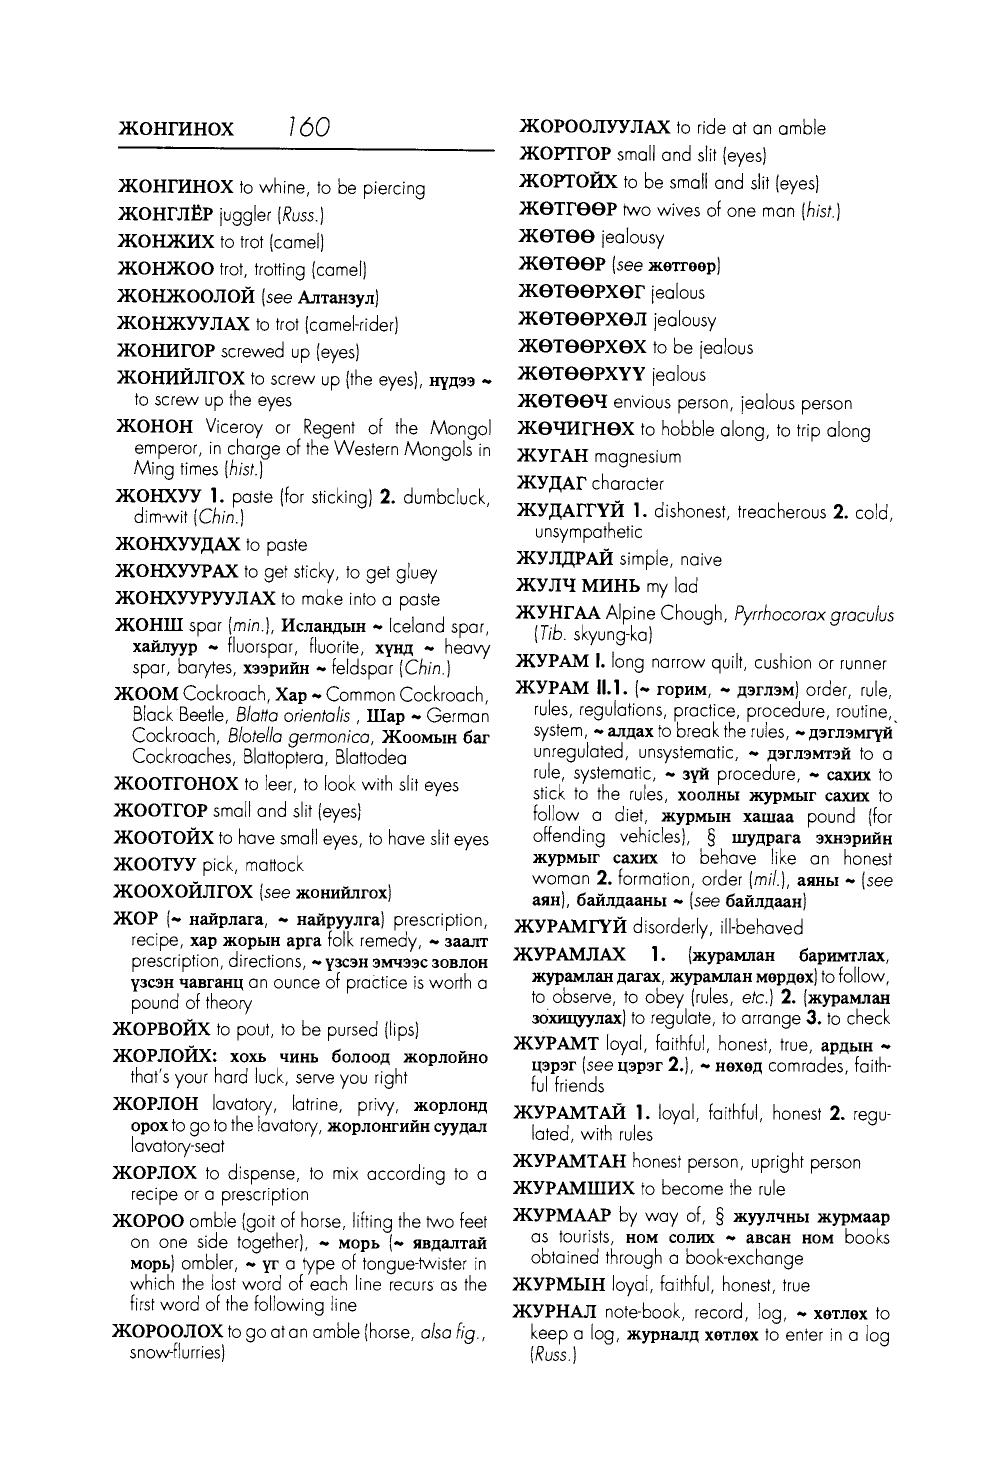 ЖОНГИНОХ 160
ЖОНГИНОХ to whine, to be piercing
ЖОНГЛЁР juggler (Russ.)
ЖОНЖИХ to trot (camel)
ЖОНЖОО trot, trotting (camel)
ЖОНЖООЛОЙ (see Алтанзул)
ЖОНЖУУЛАХ to trot (camel-rider)
ЖОНИГОР screwed up (eyes)
ЖОНИЙЛГОХ to screw up (the eyes), нүдээ ~
to screw up the eyes
ЖОНОН Viceroy or Regent of the Mongol
emperor, in charge of the Western Mongols in
Ming times (hist.)
ЖОНХУУ 1. paste (for sticking) 2. dumbcluck,
dim-wit (Chin.)
ЖОНХУУДАХ to paste
ЖОНХУУРАХ to get sticky, to get gluey
ЖОНХУУРУУЛАХ to make into a paste
ЖОНШ spar (min.), Исландын ~ Iceland spar,
хайлуур ~ fluorspar, fluorite, хүнд ~ heavy
spar, barytes, хээрийн ~ feldspar (Chin.)
ЖООМ Cockroach, Хар ~ Common Cockroach,
Black Beetle, Blatta orientalis , Шар ~ German
Cockroach, Blotella germonica, Жоомын баг
Cockroaches, Blattoptera, Blattodea
ЖООТГОНОХ to leer, to look with slit eyes
ЖООТГОР small and slit (eyes)
ЖООТОЙХ to have small eyes, to have slit eyes
ЖООТУУ pick, mattock
ЖООХОЙЛГОХ (see жонийлгох)
ЖОР (~ найрлага, ~ найруулга) prescription,
recipe, хар жорын арга folk remedy, ~ заалт
prescription, directions, ~ үзсэн эмчээс зовлон
үзсэн чавганц an ounce of practice is worth a
pound of theory
ЖОРВОЙХ to pout, to be pursed (lips)
ЖОРЛОЙХ: хохь чинь болоод жорлойно
that's your hard luck, serve you right
ЖОРЛОН lavatory, latrine, privy, жорлонд
орох to go to the lavatory, жорлонгийн суудал
lavatory-seat
ЖОРЛОХ to dispense, to mix according to a
recipe or a prescription
ЖОРОО amble (gait of horse, lifting the two feet
on one side together), ~ морь (~ явдалтай
морь) ambler, ~ үг a type of tongue-twister in
which the last word of each line recurs as the
first word of the following line
ЖОРООЛОХ to go at an amble (horse, also fig.,
snow-flurries)
ЖОРООЛУУЛАХ to ride at an amble
ЖОРТГОР small and slit (eyes)
ЖОРТОЙХ to be small and slit (eyes)
ЖӨТГӨӨР two wives of one man (hist.)
ЖӨТӨӨ jealousy
ЖӨТӨӨР (see жөтгөөр)
ЖӨТӨӨРХӨГ jealous
ЖӨТӨӨРХӨЛ jealousy
ЖӨТӨӨРХӨХ to be jealous
ЖӨТӨӨРХҮҮ jealous
ЖӨТӨӨЧ envious person, jealous person
ЖӨЧИГНӨХ to hobble along, to trip along
ЖУГАН magnesium
ЖУДАГ character
ЖУДАГГҮЙ 1. dishonest, treacherous 2. cold,
unsympathetic
ЖУЛДРАЙ simple, naive
ЖУЛЧ МИНЬ my lad
ЖУНГАА Alpine Chough, Pyrrhocorax graculus
(Tib. skyung-ka)
ЖУРАМ I. long narrow quilt, cushion or runner
ЖУРАМ II.1. (~ горим, ~ дэглэм) order, rule,
rules, regulations, practice, procedure, routine,
system, ~ алдах to break the rules, ~ дэглэмгүй
unregulated, unsystematic, ~ дэглэмтэй to a
rule, systematic, ~ зүй procedure, ~ сахих to
stick to the rules, хоолны журмыг сахих to
follow a diet, журмын хашаа pound (for
offending vehicles), § шудрага эхнэрийн
журмыг сахих to behave like an honest
woman 2. formation, order (mil.), аяны ~ (see
аян), байлдааны ~ (see байлдаан)
ЖУРАМГҮЙ disorderly, ill-behaved
ЖУРАМЛАХ 1. (журамлан баримтлах,
журамлан дагах, журамлан мөрдөх) to follow,
to observe, to obey (rules, etc.) 2. (журамлан
зохицуулах) to regulate, to arrange 3. to check
ЖУРАМТ loyal, faithful, honest, true, ардын ~
цэрэг (see цэрэг 2.), ~ нөхөд comrades, faith-
ful friends
ЖУРАМТАЙ 1. loyal, faithful, honest 2. regu-
lated, with rules
ЖУРАМТАН honest person, upright person
ЖУРАМШИХ to become the rule
ЖУРМААР by way of, § жуулчны журмаар
as tourists, ном солих ~ авсан ном books
obtained through a book-exchange
ЖУРМЫН loyal, faithful, honest, true
ЖУРНАЛ note-book, record, log, ~ хөтлөх to
keep a log, журналд хөтлөх to enter in a log
(Russ.)